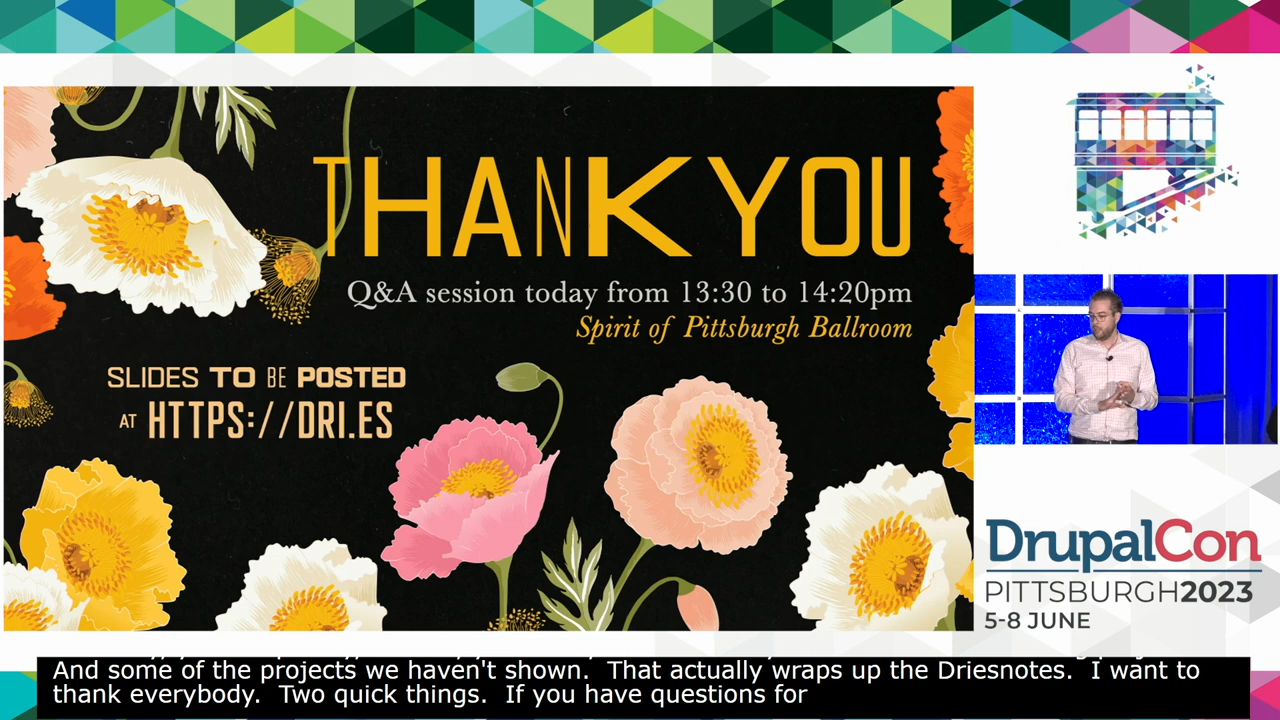 THANK YOU
Q&A session today from 13:30 to 14:20pm
Spirit of Pittsburgh Ballroom
SLIDES TO BE POSTED
AT HTTPS://DRI.ES
DrupalCon
PITTSBURGH2023
5-8 JUNE
And some of the projects we haven't shown. That actually wraps up the Driesnotes. I want to
thank everybody. Two quick things. If you have questions for